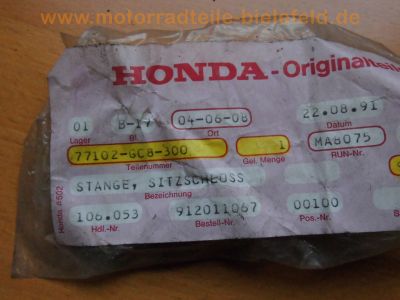 www.motorradteile-bielefeld.de
HONDA-Originalteile
01 B-17 04-06-08 22.08.91
Lager Bl. Ort Datum
77102-GC8-300 1 MA8075
Teilenummer Gel. Menge RUN-Nr.
STANGE, SITZSCHLOSS
Bezeichnung
106.053 912011067 00100
Hdl.-Nr. Bestell-Nr. Pos.-Nr.
Honda #502